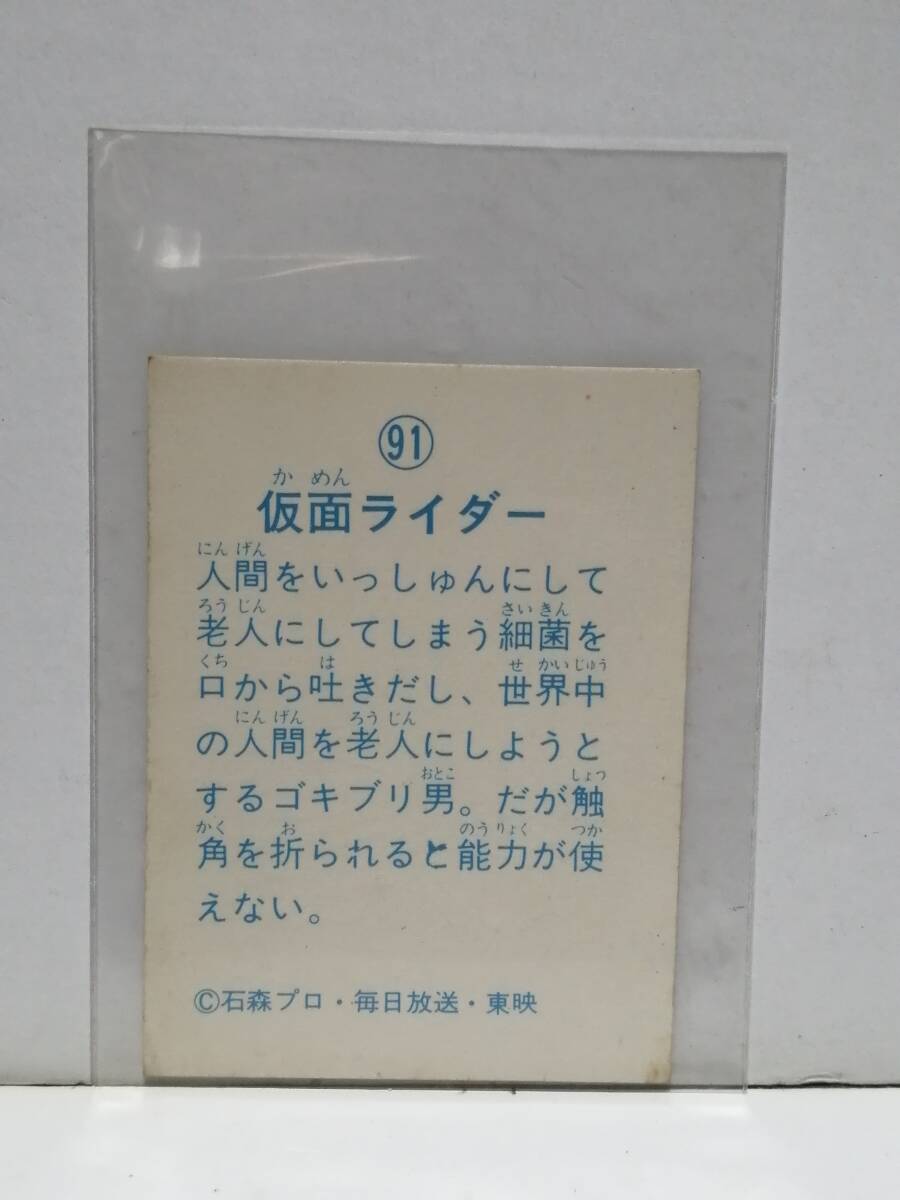 91
かめん
仮面ライダー
にんげん
人間をいっしゅんにして
ろうじん さいきん
老人にしてしまう細菌を
くち は せかいじゅう
口から吐きだし、世界中
にんげん ろうじん
の人間を老人にしようと
おとこ しょっ
するゴキブリ男。だが触
かく お のうりょく つか
角を折られると能力が使
えない。
©石森プロ・毎日放送・東映